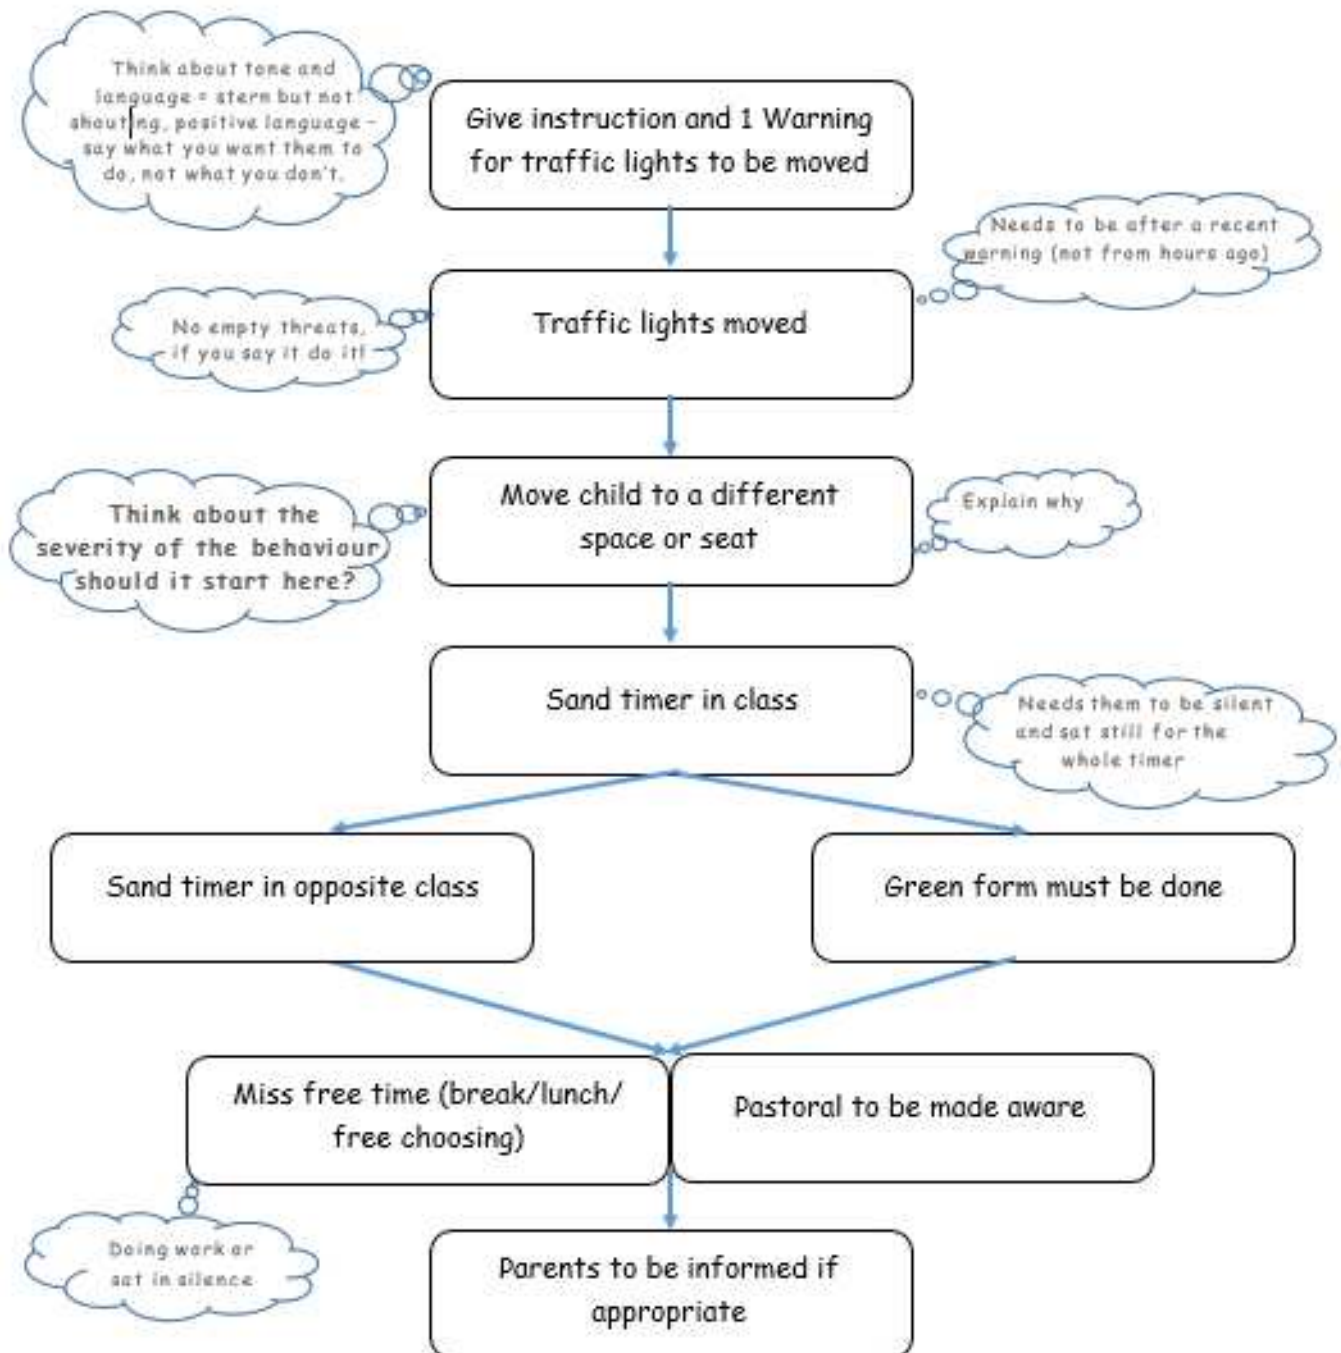 Think about tone and
language = stern but not
shouting, positive language –
say what you want them to
do, not what you don't.
Give instruction and 1 Warning
for traffic lights to be moved
Needs to be after a recent
warning (not from hours ago)
Traffic lights moved
No empty threats,
if you say it do it!
Move child to a different
space or seat
Explain why
Think about the
severity of the behaviour
should it start here?
Sand timer in class
Needs them to be silent
and sat still for the
whole timer
Sand timer in opposite class
Green form must be done
Miss free time (break/lunch/
free choosing)
Pastoral to be made aware
Doing work or
sat in silence
Parents to be informed if
appropriate